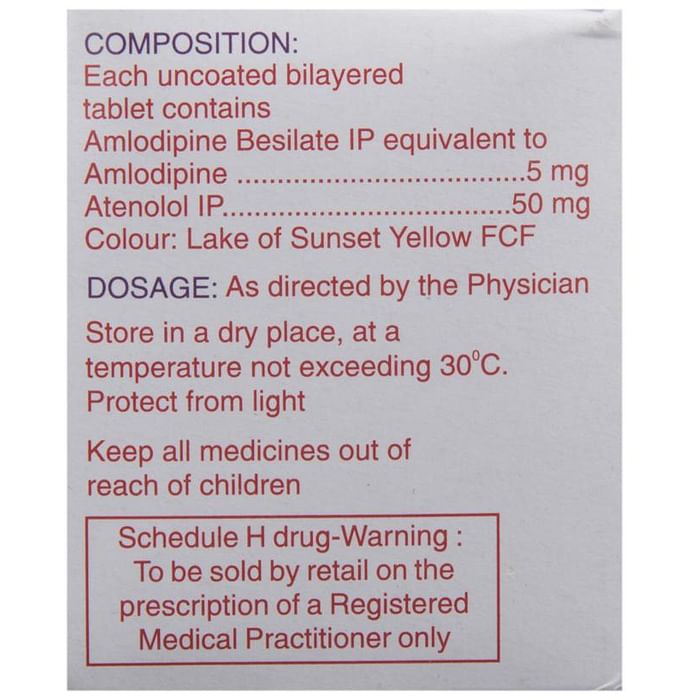 COMPOSITION:
Each uncoated bilayered
tablet contains
Amlodipine Besilate IP equivalent to
Amlodipine ....................................5 mg
Atenolol IP...................................50 mg
Colour: Lake of Sunset Yellow FCF
DOSAGE: As directed by the Physician
Store in a dry place, at a
temperature not exceeding 30⁰C.
Protect from light
Keep all medicines out of
reach of children
Schedule H drug-Warning :
To be sold by retail on the
prescription of a Registered
Medical Practitioner only